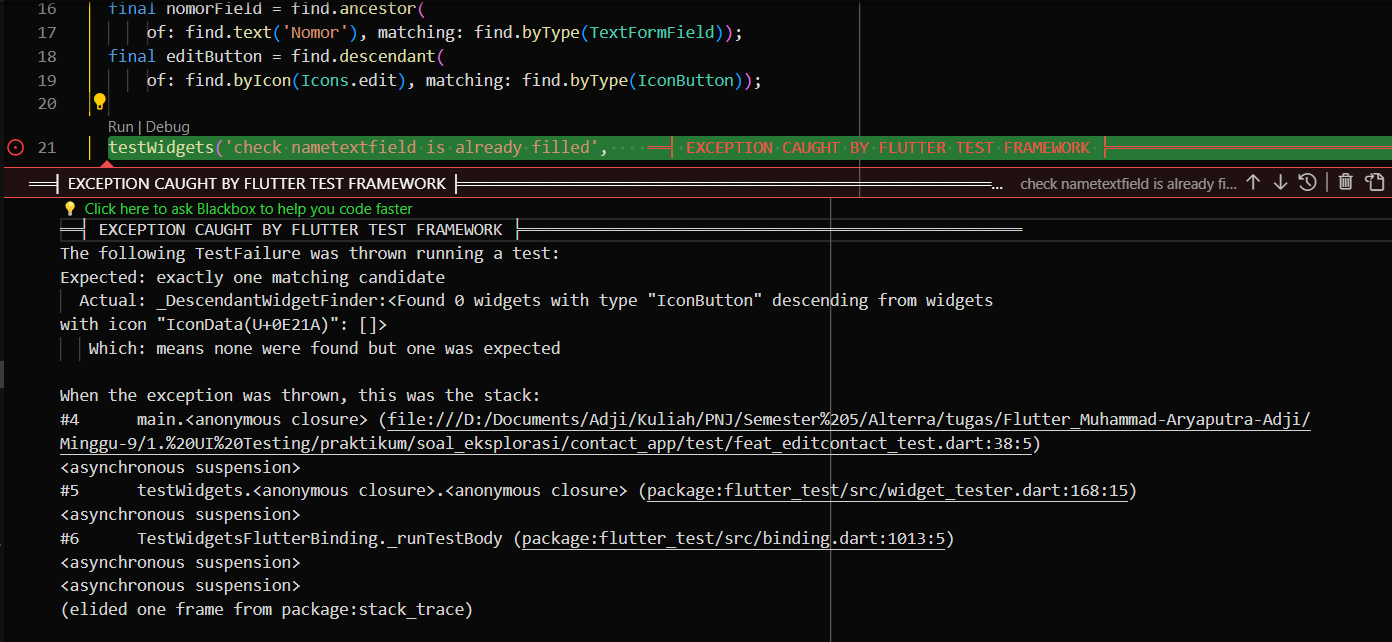 16 final nomorField = find.ancestor(
17 of: find.text('Nomor'), matching: find.byType(TextFormField));
18 final editButton = find.descendant(
19 of: find.byIcon(Icons.edit), matching: find.byType(IconButton));
20
Run | Debug
21 testWidgets('check nametextfield is already filled', ····══╡ EXCEPTION·CAUGHT·BY·FLUTTER·TEST·FRAMEWORK·╞══════════
══╡ EXCEPTION CAUGHT BY FLUTTER TEST FRAMEWORK ╞══════════... check nametextfield is already fi...
Click here to ask Blackbox to help you code faster
══╡ EXCEPTION CAUGHT BY FLUTTER TEST FRAMEWORK ╞══════════
The following TestFailure was thrown running a test:
Expected: exactly one matching candidate
Actual: _DescendantWidgetFinder:<Found 0 widgets with type "IconButton" descending from widgets
with icon "IconData(U+0E21A)": []>
Which: means none were found but one was expected
When the exception was thrown, this was the stack:
#4 main.<anonymous closure> (file:///D:/Documents/Adji/Kuliah/PNJ/Semester%205/Alterra/tugas/Flutter_Muhammad-Aryaputra-Adji/
Minggu-9/1.%20UI%20Testing/praktikum/soal_eksplorasi/contact_app/test/feat_editcontact_test.dart:38:5)
<asynchronous suspension>
#5 testWidgets.<anonymous closure>.<anonymous closure> (package:flutter_test/src/widget_tester.dart:168:15)
<asynchronous suspension>
#6 TestWidgetsFlutterBinding._runTestBody (package:flutter_test/src/binding.dart:1013:5)
<asynchronous suspension>
<asynchronous suspension>
(elided one frame from package:stack_trace)